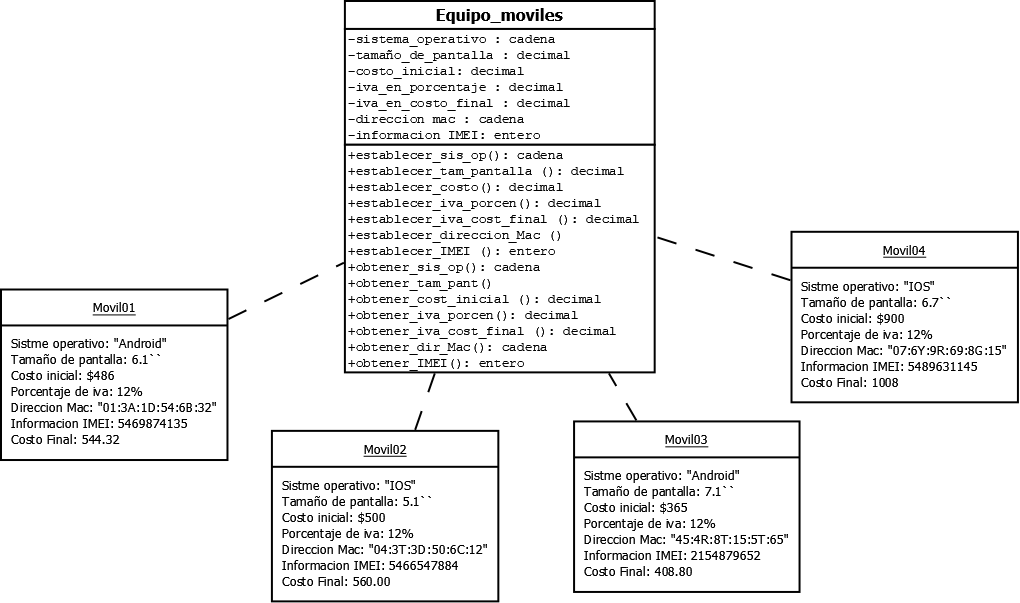 Equipo_moviles
-sistema_operativo : cadena
-tamaño_de_pantalla : decimal
-costo_inicial: decimal
-iva_en_porcentaje : decimal
-iva_en_costo_final : decimal
-direccion mac : cadena
-informacion IMEI: entero
+establecer_sis_op(): cadena
+establecer_tam_pantalla (): decimal
+establecer_costo(): decimal
+establecer_iva_porcen(): decimal
+establecer_iva_cost_final (): decimal
+establecer_direccion_Mac ()
+establecer_IMEI (): entero
+obtener_sis_op(): cadena
+obtener_tam_pant()
+obtener_cost_inicial (): decimal
+obtener_iva_porcen(): decimal
+obtener_iva_cost_final (): decimal
+obtener_dir_Mac(): cadena
+obtener_IMEI(): entero
Movil01
Sistme operativo: "Android"
Tamaño de pantalla: 6.1``
Costo inicial: $486
Porcentaje de iva: 12%
Direccion Mac: "01:3A:1D:54:6B:32"
Informacion IMEI: 5469874135
Costo Final: 544.32
Movil02
Sistme operativo: "IOS"
Tamaño de pantalla: 5.1``
Costo inicial: $500
Porcentaje de iva: 12%
Direccion Mac: "04:3T:3D:50:6C:12"
Informacion IMEI: 5466547884
Costo Final: 560.00
Movil03
Sistme operativo: "Android"
Tamaño de pantalla: 7.1``
Costo inicial: $365
Porcentaje de iva: 12%
Direccion Mac: "45:4R:8T:15:5T:65"
Informacion IMEI: 2154879652
Costo Final: 408.80
Movil04
Sistme operativo: "IOS"
Tamaño de pantalla: 6.7``
Costo inicial: $900
Porcentaje de iva: 12%
Direccion Mac: "07:6Y:9R:69:8G:15"
Informacion IMEI: 5489631145
Costo Final: 1008